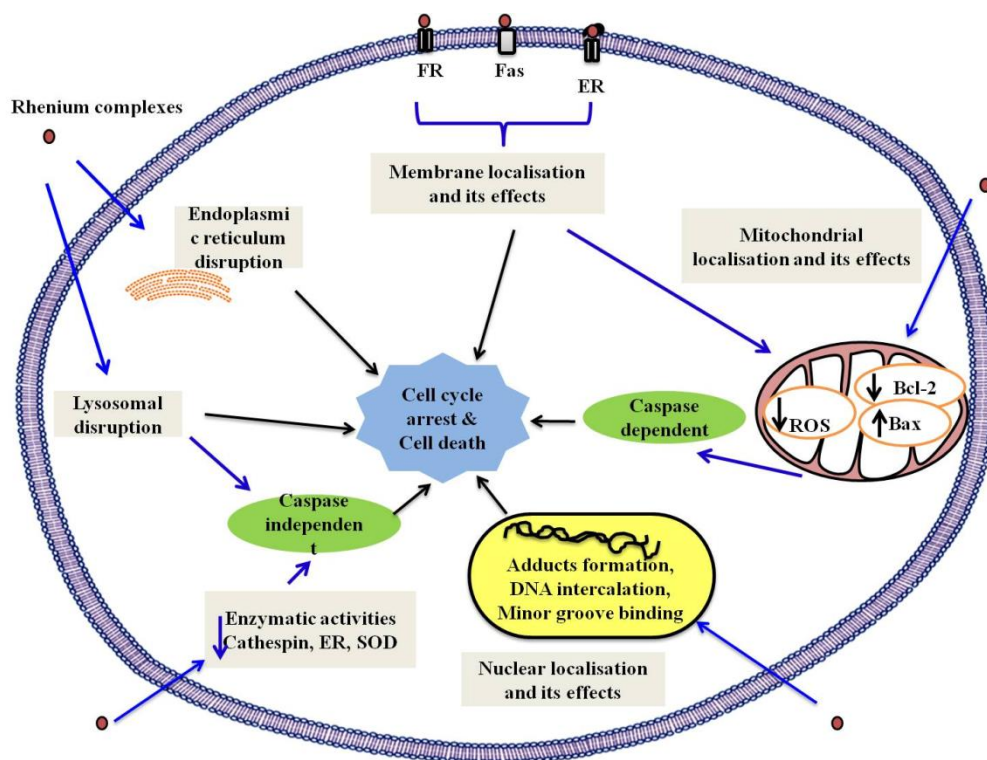 FR
Fas
ER
Rhenium complexes
Membrane localisation
and its effects
Endoplasmi
c reticulum
disruption
Mitochondrial
localisation and its effects
Lysosomal
disruption
Cell cycle
arrest &
Cell death
Caspase
dependent
ROS
Bcl-2
Bax
Caspase
independen
t
Adducts formation,
DNA intercalation,
Minor groove binding
Enzymatic activities
Cathespin, ER, SOD
Nuclear localisation
and its effects